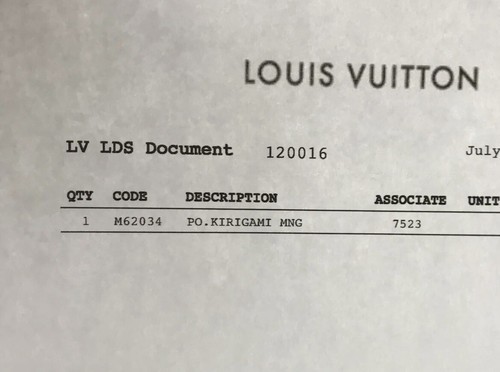 LOUIS VUITTON
LV LDS Document 120016 July
QTY CODE DESCRIPTION ASSOCIATE UNIT
1 M62034 PO.KIRIGAMI MNG 7523